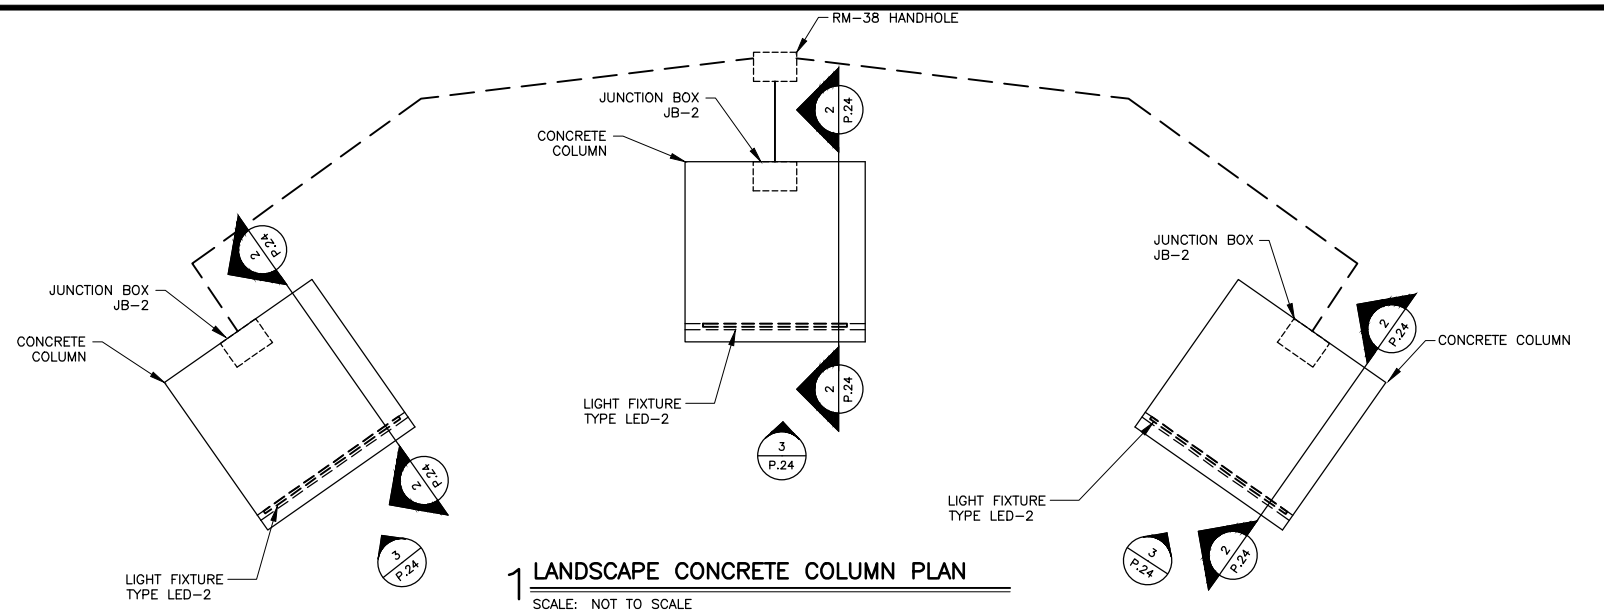 RM-38 HANDHOLE
JUNCTION BOX
JB-2
2
P.24
CONCRETE
COLUMN
2
P.24
JUNCTION BOX
JB-2
JUNCTION BOX
JB-2
2
P.24
CONCRETE
COLUMN
CONCRETE COLUMN
LIGHT FIXTURE
TYPE LED-2
2
P.24
3
P.24
2
P.24
LIGHT FIXTURE
TYPE LED-2
3
P.24
3
P.24
2
P.24
LIGHT FIXTURE
TYPE LED-2
1 LANDSCAPE CONCRETE COLUMN PLAN
SCALE: NOT TO SCALE